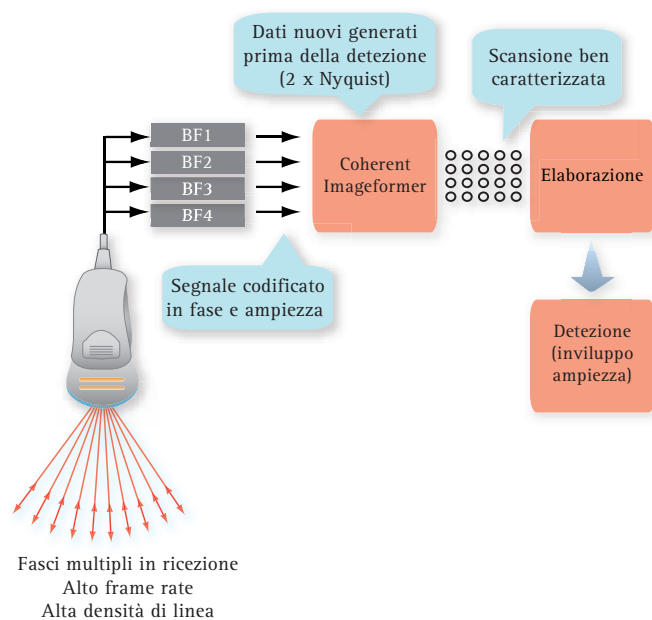 Dati nuovi generati
prima della detezione
(2 x Nyquist)
Scansione ben
caratterizzata
BF1
BF2
BF3
BF4
Coherent
Imageformer
Elaborazione
Segnale codificato
in fase e ampiezza
Detezione
(inviluppo
ampiezza)
Fasci multipli in ricezione
Alto frame rate
Alta densità di linea